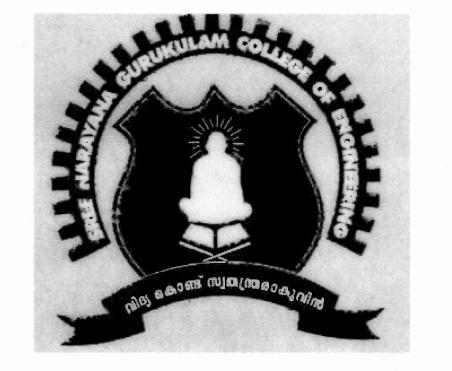 SREE NARAYANA GURUKULAM COLLEGE OF ENGINEERING
വിദ്യ കൊണ്ട് സ്വതന്ത്രരാകുവിൻ